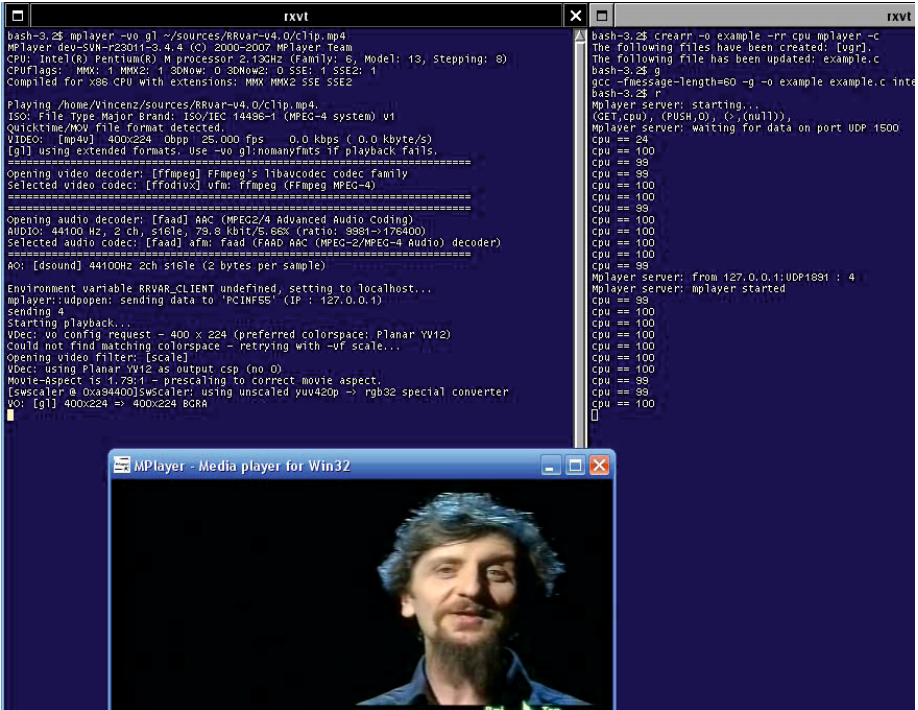 rxvt
bash-3.2$ mplayer -vo gl ~/sources/RRvar-v4.0/clip.mp4
MPlayer dev-SVN-r23011-3.4.4 (C) 2000-2007 MPlayer Team
CPU: Intel(R) Pentium(R) M processor 2.13GHz (Family: 6, Model: 13, Stepping: 8)
CPUflags:  MMX: 1 MMX2: 1 3DNow: 0 3DNow2: 0 SSE: 1 SSE2: 1
Compiled for x86 CPU with extensions: MMX MMX2 SSE SSE2
Playing /home/Vincenz/sources/RRvar-v4.0/clip.mp4.
ISO: File Type Major Brand: ISO/IEC 14496-1 (MPEG-4 system) v1
Quicktime/MOV file format detected.
VIDEO:  [mp4v]  400x224  0bpp  25.000 fps    0.0 kbps ( 0.0 kbyte/s)
[gl] using extended formats. Use -vo gl:nomanyfmts if playback fails.
==========================================================================
Opening video decoder: [ffmpeg] FFmpeg's libavcodec codec family
Selected video codec: [ffodivx] vfm: ffmpeg (FFmpeg MPEG-4)
==========================================================================
==========================================================================
Opening audio decoder: [faad] AAC (MPEG2/4 Advanced Audio Coding)
AUDIO: 44100 Hz, 2 ch, s16le, 79.8 kbit/5.66% (ratio: 9981->176400)
Selected audio codec: [faad] afm: faad (FAAD AAC (MPEG-2/MPEG-4 Audio) decoder)
==========================================================================
AO: [dsound] 44100Hz 2ch s16le (2 bytes per sample)
Environment variable RRVAR_CLIENT undefined, setting to localhost...
mplayer::udpopen: sending data to 'PCINF55' (IP : 127.0.0.1)
sending 4
Starting playback...
VDec: vo config request - 400 x 224 (preferred colorspace: Planar YV12)
Could not find matching colorspace - retrying with -vf scale...
Opening video filter: [scale]
VDec: using Planar YV12 as output csp (no 0)
Movie-Aspect is 1.79:1 - prescaling to correct movie aspect.
[swscaler @ 0xa94400]SwScaler: using unscaled yuv420p -> rgb32 special converter
VO: [gl] 400x224 => 400x224 BGRA
rxvt
bash-3.2$ crearr -o example -rr cpu mplayer -c
The following files have been created: [vgr].
The following file has been updated: example.c
bash-3.2$ g
gcc -fmessage-length=60 -g -o example example.c inte
bash-3.2$ r
Mplayer server: starting...
(GET,cpu), (PUSH,0), (>,(null)),
Mplayer server: waiting for data on port UDP 1500
cpu == 24
cpu == 100
cpu == 99
cpu == 99
cpu == 100
cpu == 100
cpu == 99
cpu == 100
cpu == 100
cpu == 100
cpu == 100
cpu == 99
Mplayer server: from 127.0.0.1:UDP1891 : 4
Mplayer server: mplayer started
cpu == 99
cpu == 100
cpu == 100
cpu == 100
cpu == 100
cpu == 100
cpu == 100
cpu == 99
cpu == 99
cpu == 100
MPlayer - Media player for Win32